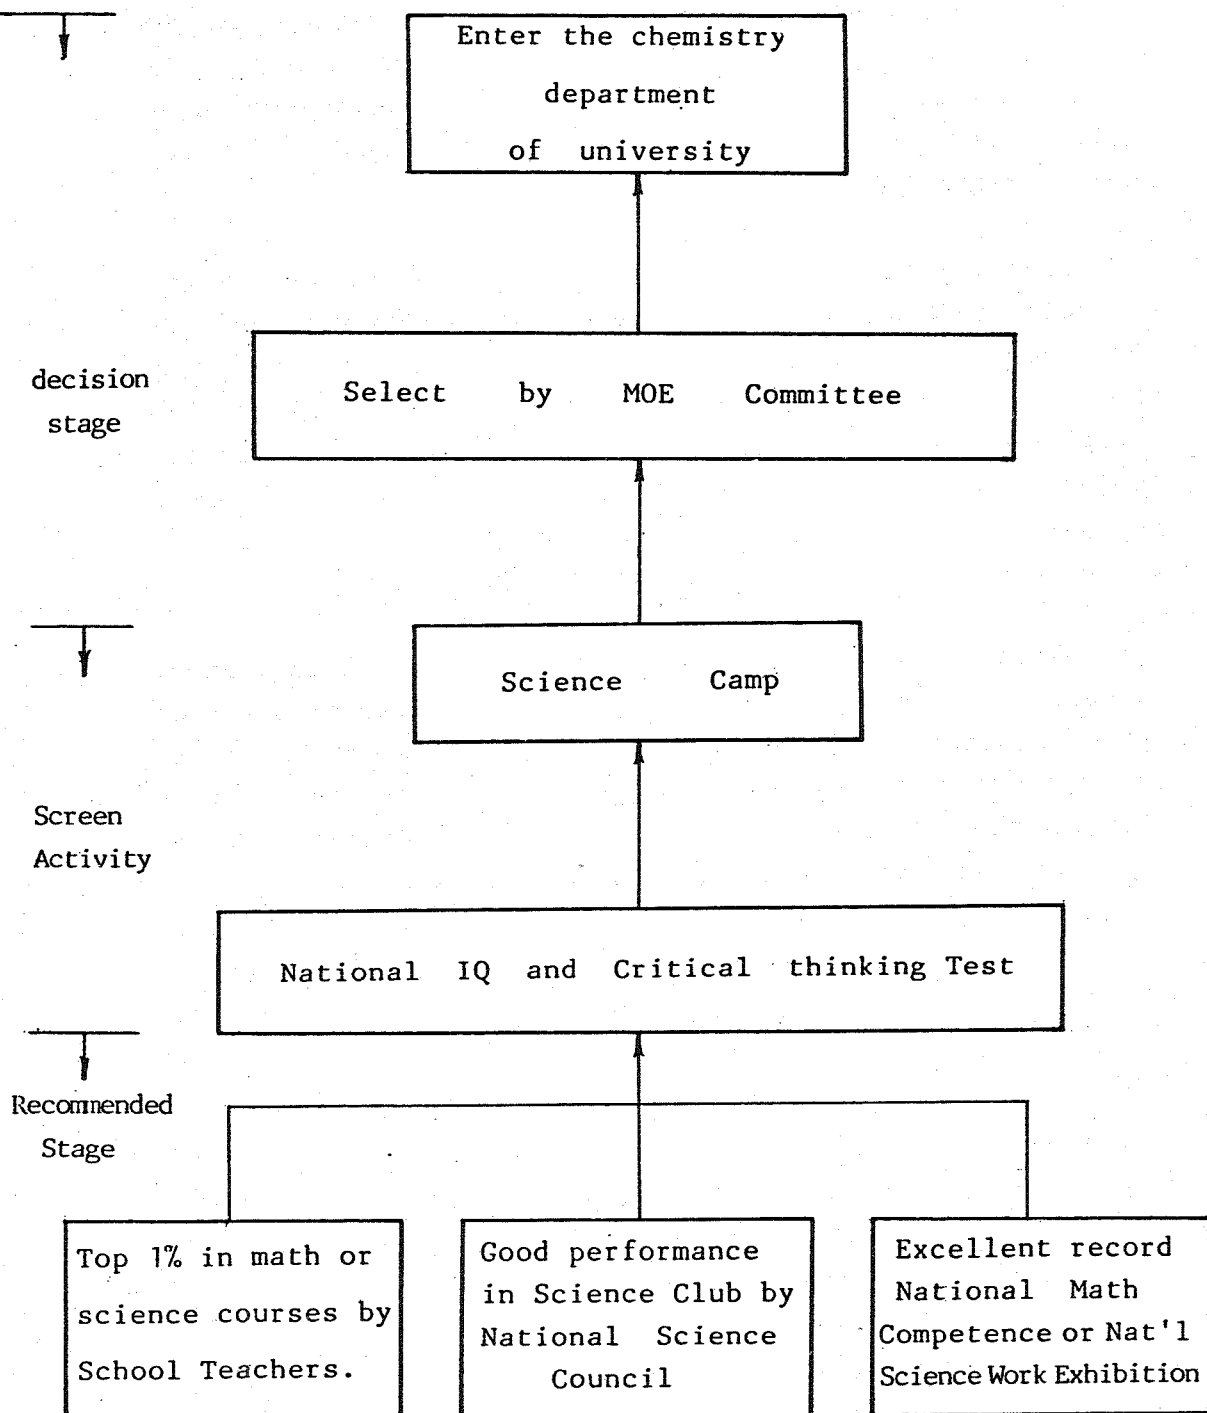 Enter the chemistry
department
of university
decision
stage
Select by MOE Committee
Science Camp
Screen
Activity
National IQ and Critical thinking Test
Recommended
Stage
Top 1% in math or
science courses by
School Teachers.
Good performance
in Science Club by
National Science
Council
Excellent record
National Math
Competence or Nat'l
Science Work Exhibition